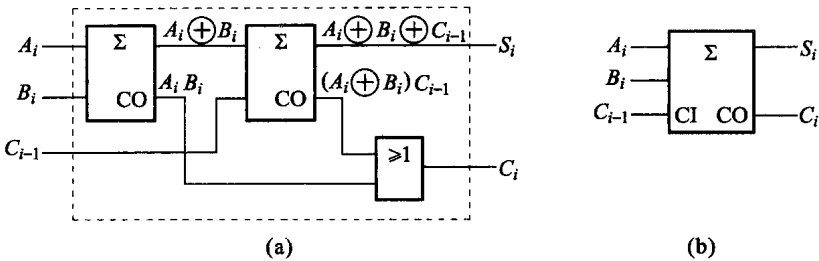 A_i ⊕ B_i
A_i ⊕ B_i ⊕ C_{i-1}
A_i
Σ
Σ
S_i
A_i B_i
(A_i ⊕ B_i) C_{i-1}
B_i
CO
CO
C_{i-1}
≥1
C_i
(a)
A_i
Σ
S_i
B_i
C_{i-1}
CI
CO
C_i
(b)